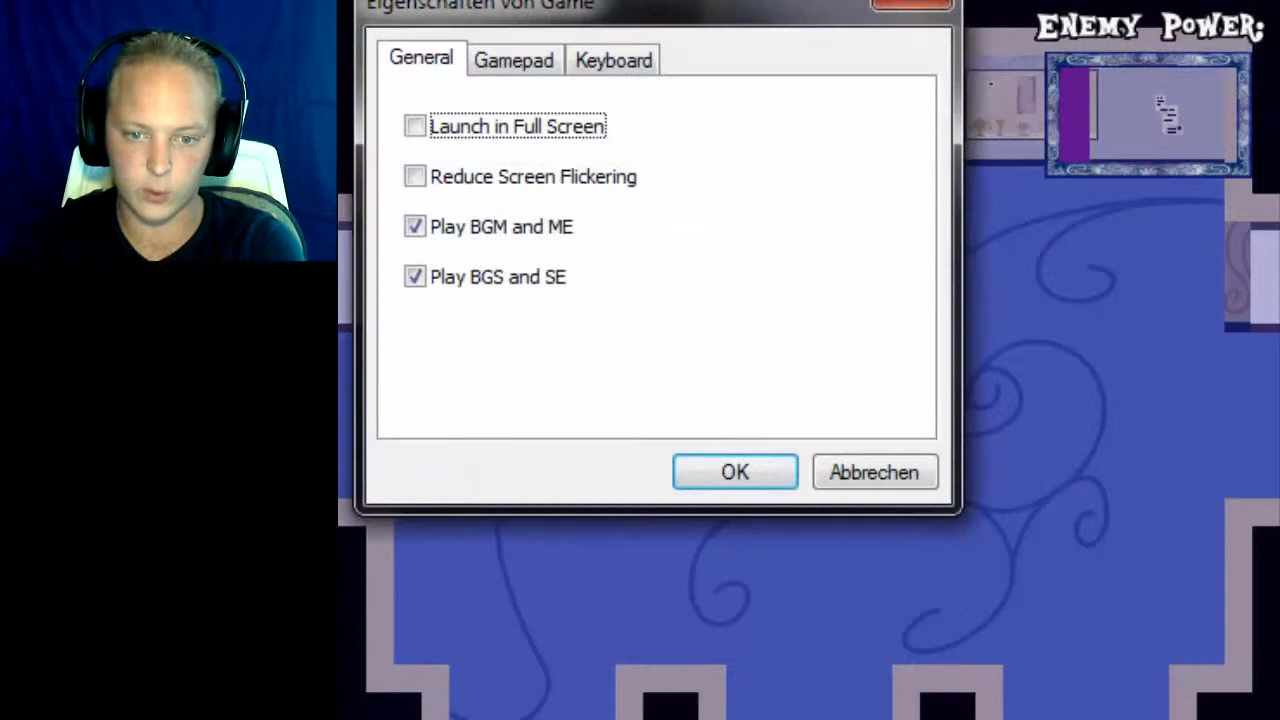 Eigenschaften von Game
ENEMY POWER:
General
Gamepad
Keyboard
Launch in Full Screen
Reduce Screen Flickering
Play BGM and ME
Play BGS and SE
OK
Abbrechen